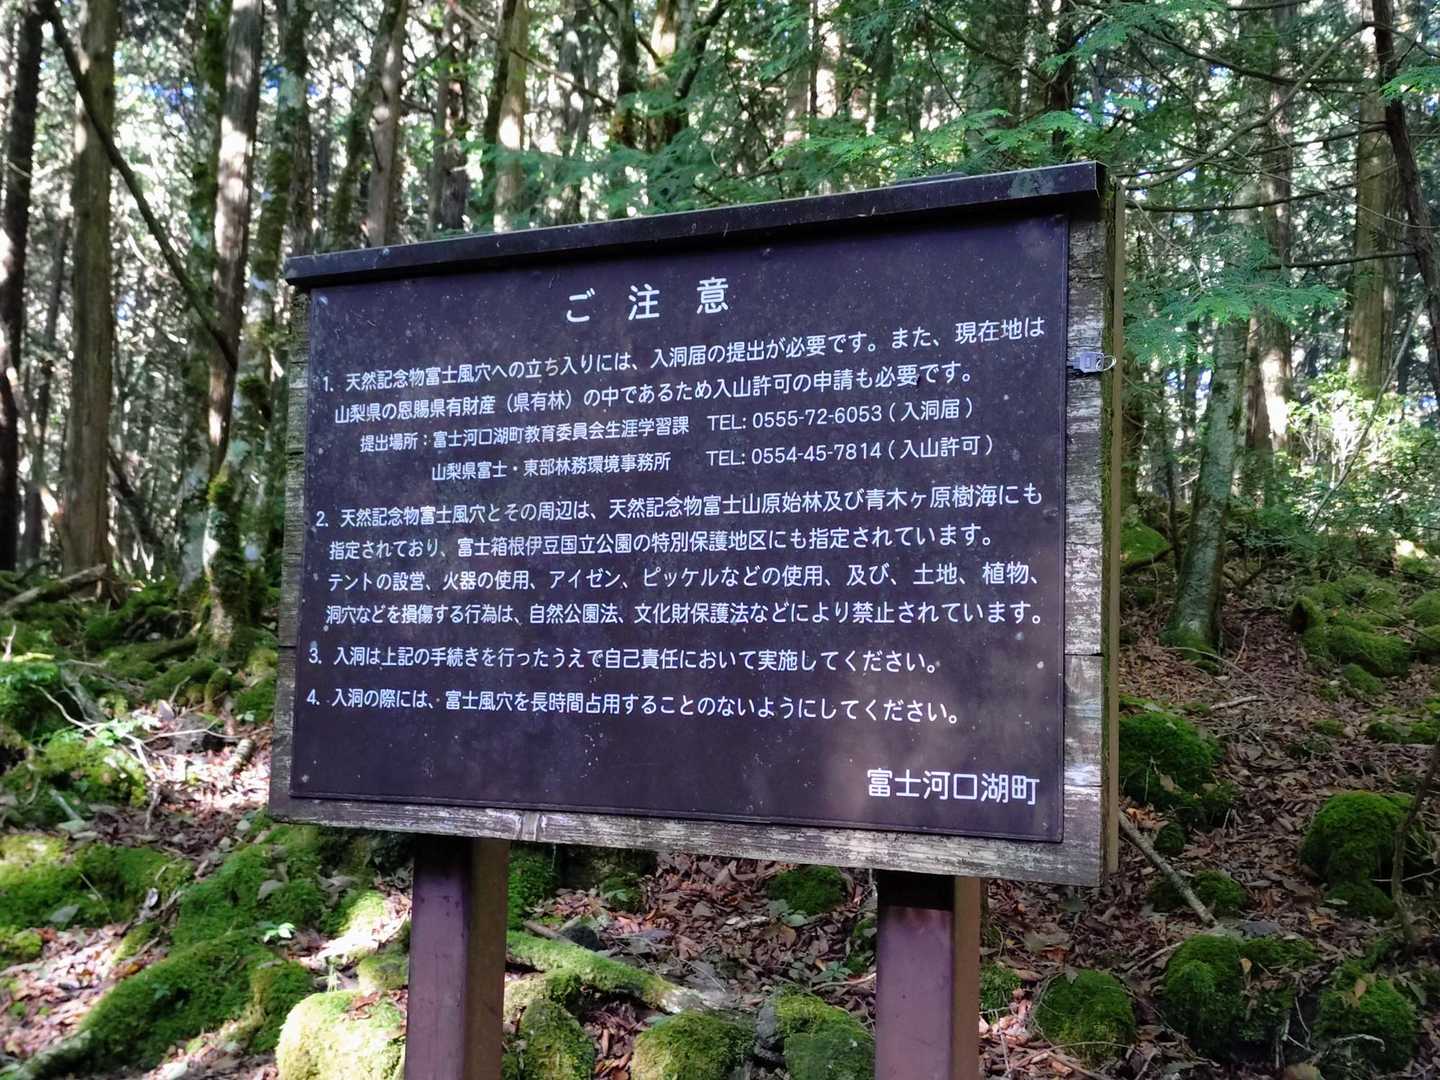 ご注意
1. 天然記念物富士風穴への立ち入りには、入洞届の提出が必要です。また、現在地は
山梨県の恩賜県有財産（県有林）の中であるため入山許可の申請も必要です。
提出場所：富士河口湖町教育委員会生涯学習課 TEL: 0555-72-6053 ( 入洞届 )
山梨県富士・東部林務環境事務所 TEL: 0554-45-7814 ( 入山許可 )
2. 天然記念物富士風穴とその周辺は、天然記念物富士山原始林及び青木ヶ原樹海にも
指定されており、富士箱根伊豆国立公園の特別保護地区にも指定されています。
テントの設営、火器の使用、アイゼン、ピッケルなどの使用、及び、土地、植物、
洞穴などを損傷する行為は、自然公園法、文化財保護法などにより禁止されています。
3. 入洞は上記の手続きを行ったうえで自己責任において実施してください。
4. 入洞の際には、富士風穴を長時間占用することのないようにしてください。
富士河口湖町